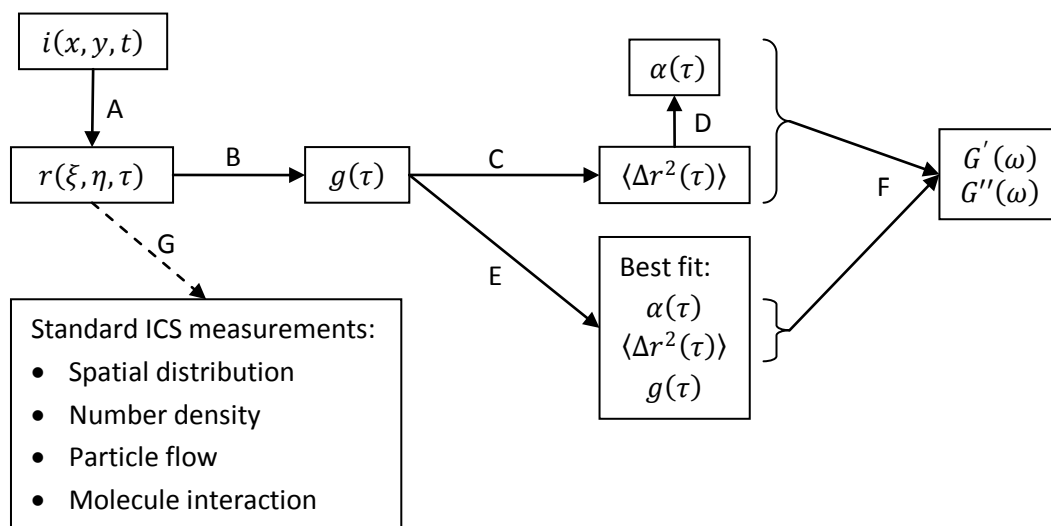 i(x, y, t)
A
r(ξ, η, τ)
B
g(τ)
C
⟨Δr²(τ)⟩
D
α(τ)
E
Best fit:
α(τ)
⟨Δr²(τ)⟩
g(τ)
F
G′(ω)
G′′(ω)
G
Standard ICS measurements:
• Spatial distribution
• Number density
• Particle flow
• Molecule interaction